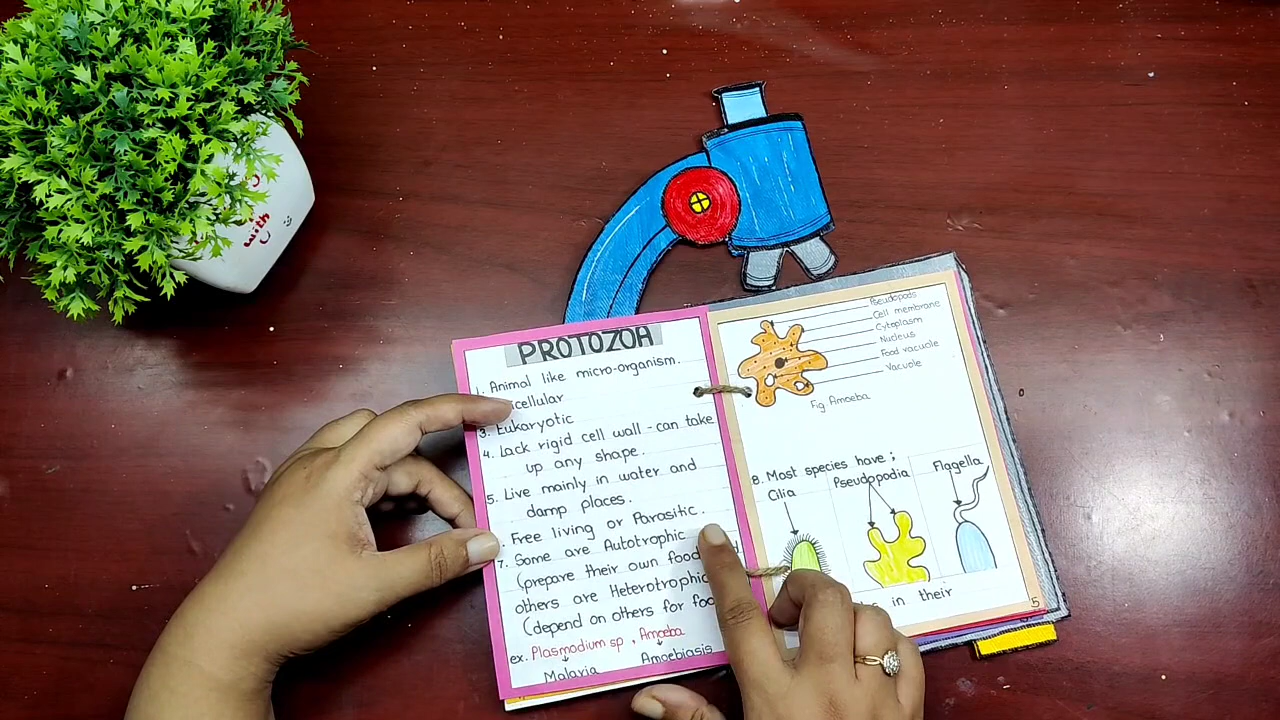 with
PROTOZOA
1. Animal like micro-organism.
icellular
3. Eukaryotic
4. Lack rigid cell wall - can take
up any shape.
5. Live mainly in water and
damp places.
Free living or Parasitic.
7. Some are Autotrophic
(prepare their own food
others are Heterotrophic
(depend on others for foo
ex. Plasmodium sp , Amoeba
Malaria Amoebiasis
Pseudopods
Cell membrane
Cytoplasm
Nucleus
Food vacuole
Vacuole
Fig Amoeba
8. Most species have ;
Cilia Pseudopodia Flagella
in their
5